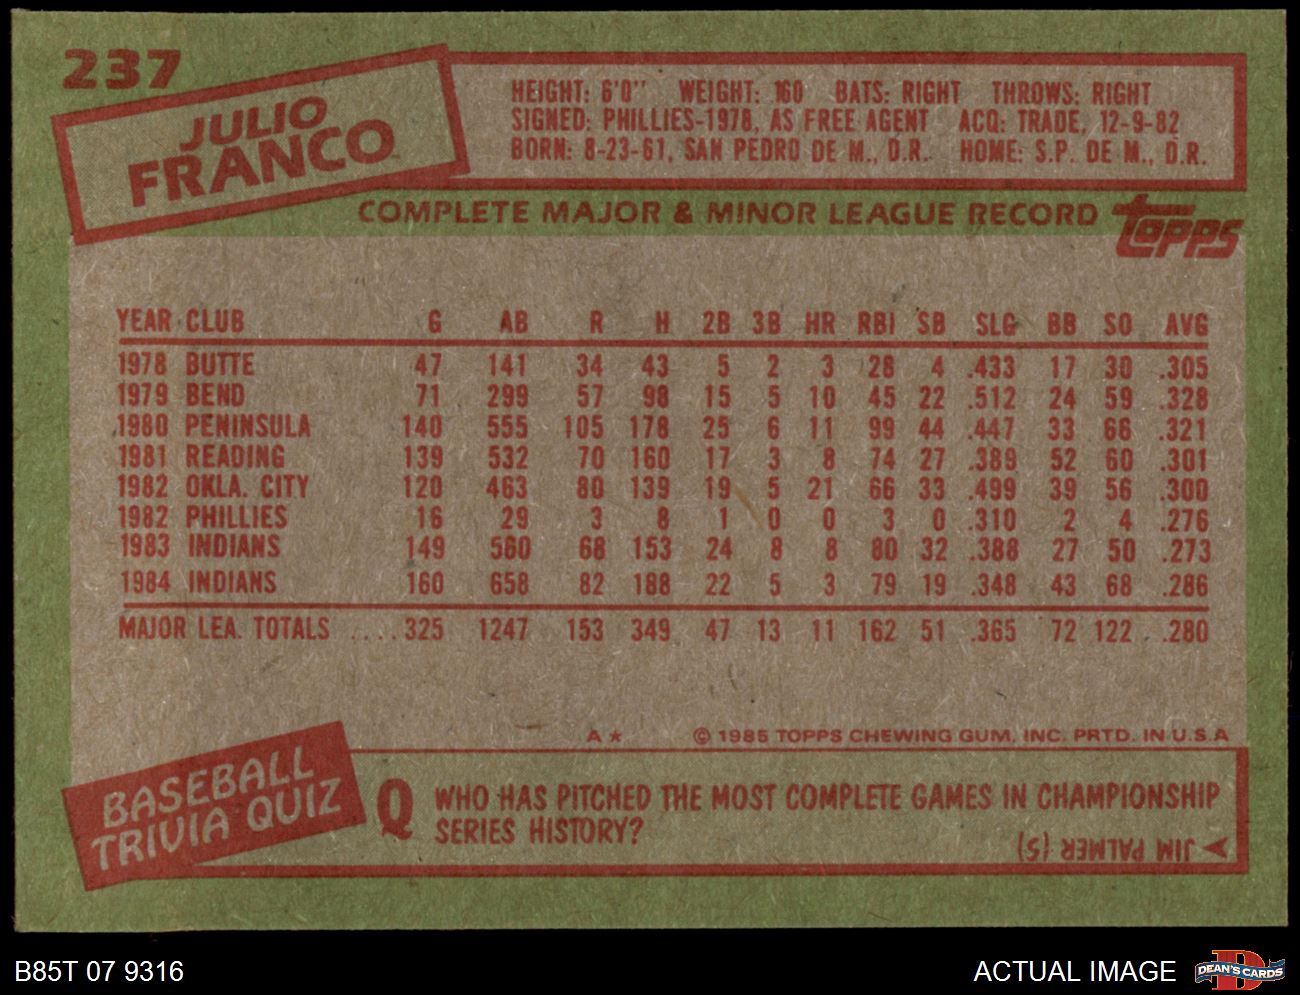 237
JULIO
FRANCO
HEIGHT: 6'0" WEIGHT: 160 BATS: RIGHT THROWS: RIGHT
SIGNED: PHILLIES-1978, AS FREE AGENT ACQ: TRADE, 12-9-82
BORN: 8-23-61, SAN PEDRO DE M., D.R. HOME: S.P. DE M., D.R.
COMPLETE MAJOR & MINOR LEAGUE RECORD
topps
YEAR CLUB G AB R H 2B 3B HR RBI SB SLG BB SO AVG
1978 BUTTE 47 141 34 43 5 2 3 28 4 .433 17 30 .305
1979 BEND 71 299 57 98 15 5 10 45 22 .512 24 59 .328
1980 PENINSULA 140 555 105 178 25 6 11 99 44 .447 33 66 .321
1981 READING 139 532 70 160 17 3 8 74 27 .389 52 60 .301
1982 OKLA. CITY 120 463 80 139 19 5 21 66 33 .499 39 56 .300
1982 PHILLIES 16 29 3 8 1 0 0 3 0 .310 2 4 .276
1983 INDIANS 149 560 68 153 24 8 8 80 32 .388 27 50 .273
1984 INDIANS 160 658 82 188 22 5 3 79 19 .348 43 68 .286
MAJOR LEA. TOTALS ....325 1247 153 349 47 13 11 162 51 .365 72 122 .280
A* © 1985 TOPPS CHEWING GUM, INC. PRTD. IN U.S.A
BASEBALL
TRIVIA QUIZ
Q WHO HAS PITCHED THE MOST COMPLETE GAMES IN CHAMPIONSHIP
SERIES HISTORY?
JIM PALMER (5)
B85T 07 9316
ACTUAL IMAGE
DEAN'S CARDS